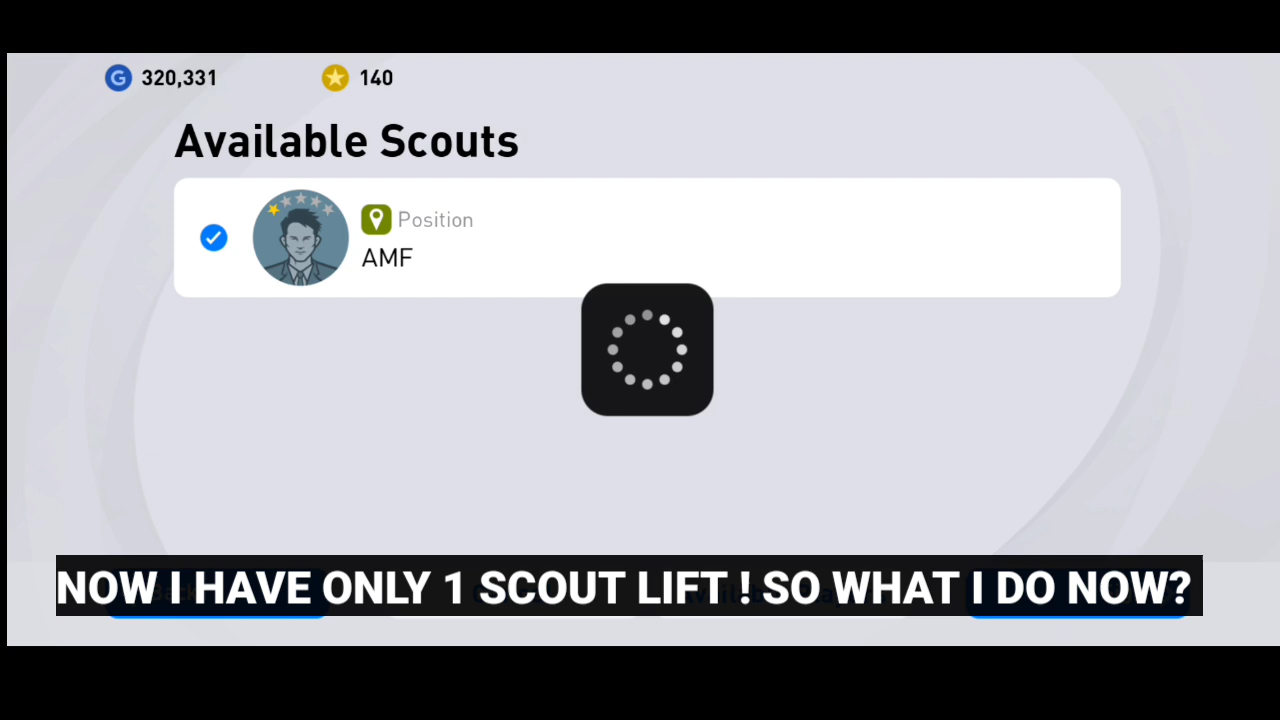 320,331 140
Available Scouts
Position
AMF
NOW I HAVE ONLY 1 SCOUT LIFT ! SO WHAT I DO NOW?